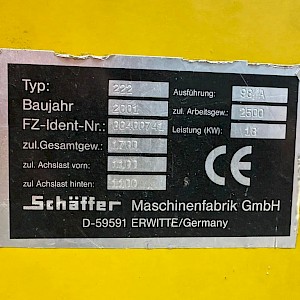 Typ: 222 Ausführung: SS/A
Baujahr 2001 zul. Arbeitsgew.: 2500
FZ-Ident-Nr.: Leistung (KW): 18
zul.Gesamtgew.: 1700
zul. Achslast vorn: 1100
zul. Achslast hinten: 1100
CE
Schäffer Maschinenfabrik GmbH
D-59591 ERWITTE/Germany